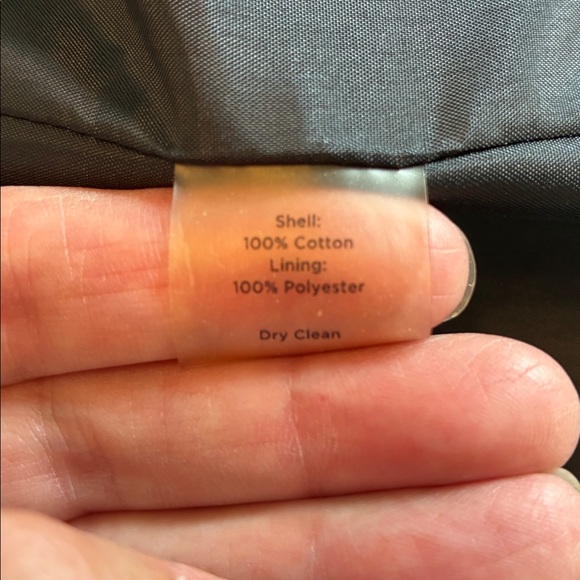 Shell:
100% Cotton
Lining:
100% Polyester
Dry Clean